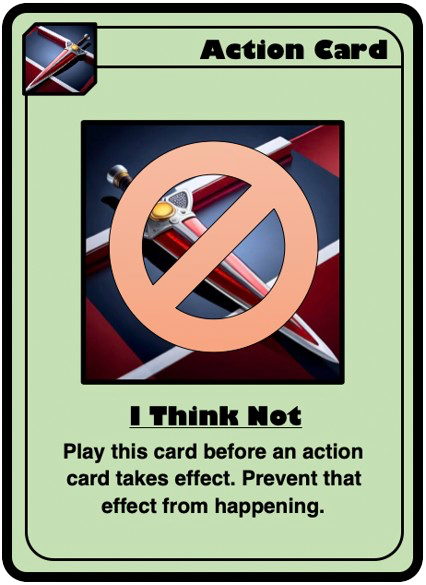 Action Card
I Think Not
Play this card before an action
card takes effect. Prevent that
effect from happening.